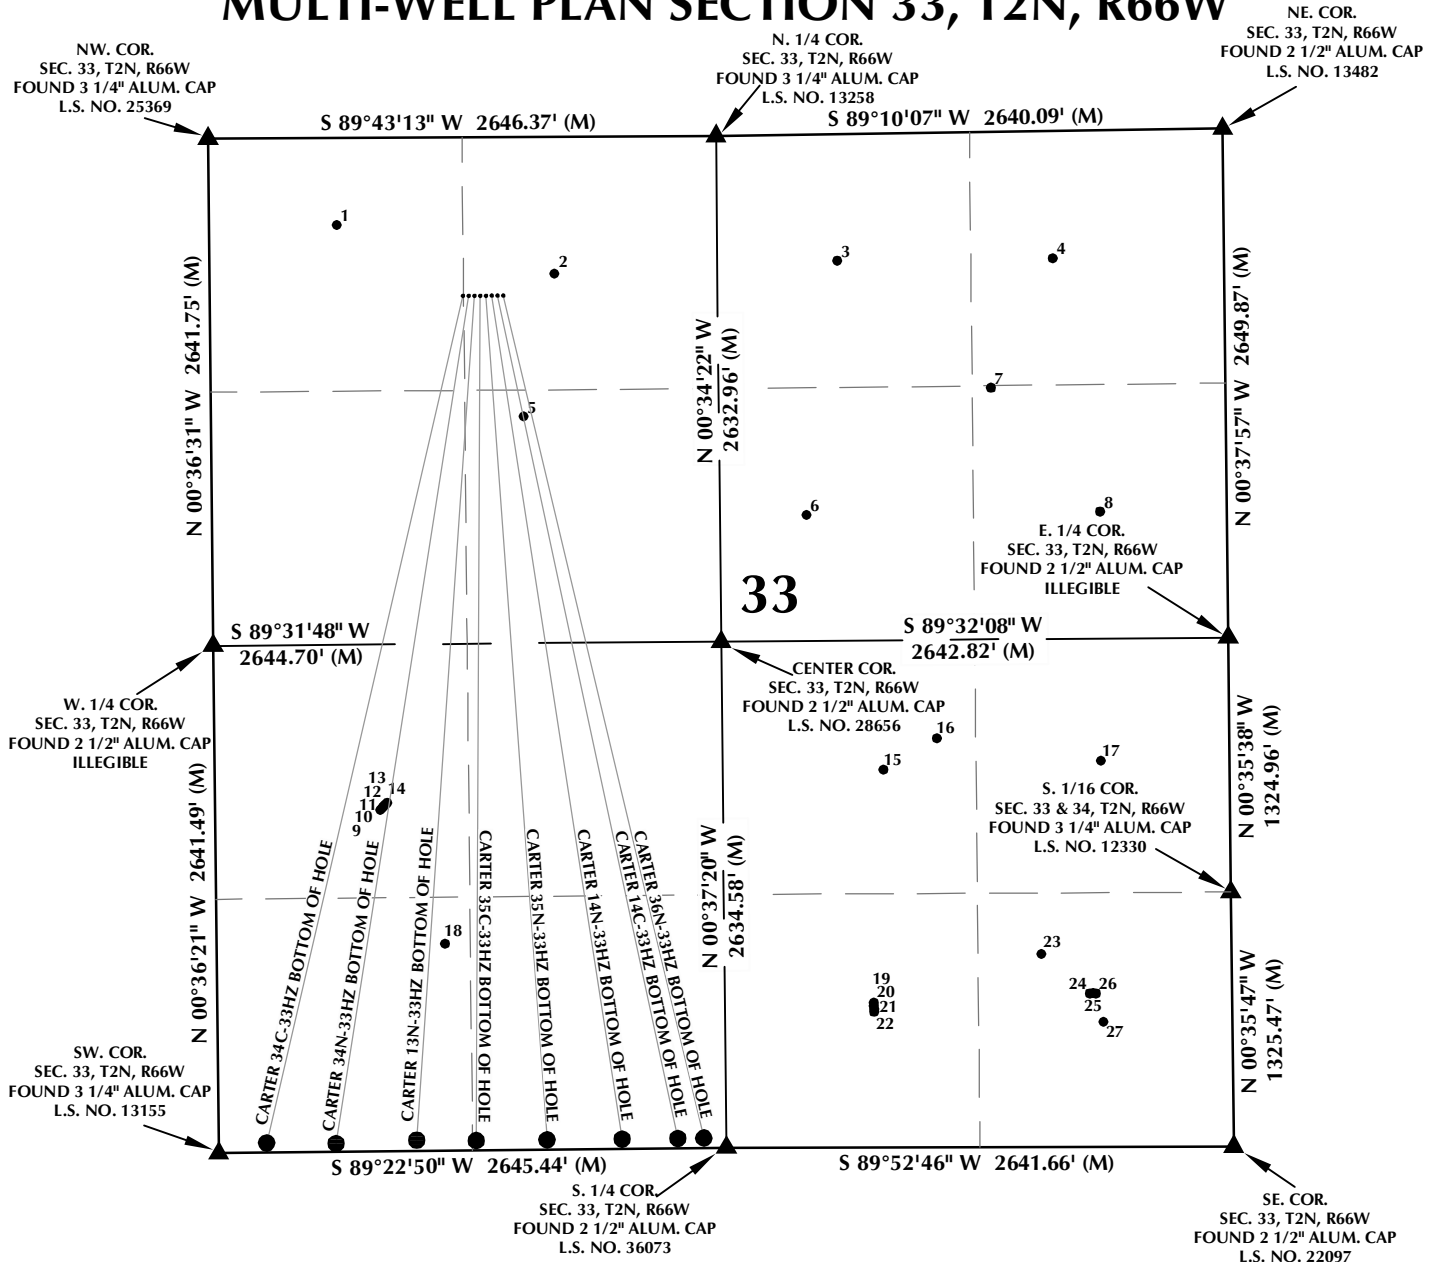 MULTI-WELL PLAN SECTION 33, T2N, R66W
NW. COR.
SEC. 33, T2N, R66W
FOUND 3 1/4" ALUM. CAP
L.S. NO. 25369
N. 1/4 COR.
SEC. 33, T2N, R66W
FOUND 3 1/4" ALUM. CAP
L.S. NO. 13258
NE. COR.
SEC. 33, T2N, R66W
FOUND 2 1/2" ALUM. CAP
L.S. NO. 13482
S 89°43'13" W 2646.37' (M)
S 89°10'07" W 2640.09' (M)
1
2
3
4
N 00°36'31" W 2641.75' (M)
N 00°34'22" W
2632.96' (M)
N 00°37'57" W 2649.87' (M)
5
7
6
8
E. 1/4 COR.
SEC. 33, T2N, R66W
FOUND 2 1/2" ALUM. CAP
ILLEGIBLE
33
S 89°31'48" W
2644.70' (M)
S 89°32'08" W
2642.82' (M)
CENTER COR.
SEC. 33, T2N, R66W
FOUND 2 1/2" ALUM. CAP
L.S. NO. 28656
W. 1/4 COR.
SEC. 33, T2N, R66W
FOUND 2 1/2" ALUM. CAP
ILLEGIBLE
16
15
17
13
12
14
11
10
9
S. 1/16 COR.
SEC. 33 & 34, T2N, R66W
FOUND 3 1/4" ALUM. CAP
L.S. NO. 12330
N 00°35'38" W
1324.96' (M)
N 00°36'21" W 2641.49' (M)
N 00°37'20" W
2634.58' (M)
CARTER 34C-33HZ BOTTOM OF HOLE
CARTER 34N-33HZ BOTTOM OF HOLE
CARTER 13N-33HZ BOTTOM OF HOLE
CARTER 35C-33HZ BOTTOM OF HOLE
CARTER 35N-33HZ BOTTOM OF HOLE
CARTER 14N-33HZ BOTTOM OF HOLE
CARTER 14C-33HZ BOTTOM OF HOLE
CARTER 36N-33HZ BOTTOM OF HOLE
18
23
19
20
21
22
24
26
25
27
N 00°35'47" W
1325.47' (M)
SW. COR.
SEC. 33, T2N, R66W
FOUND 3 1/4" ALUM. CAP
L.S. NO. 13155
S 89°22'50" W 2645.44' (M)
S 89°52'46" W 2641.66' (M)
S. 1/4 COR.
SEC. 33, T2N, R66W
FOUND 2 1/2" ALUM. CAP
L.S. NO. 36073
SE. COR.
SEC. 33, T2N, R66W
FOUND 2 1/2" ALUM. CAP
L.S. NO. 22097